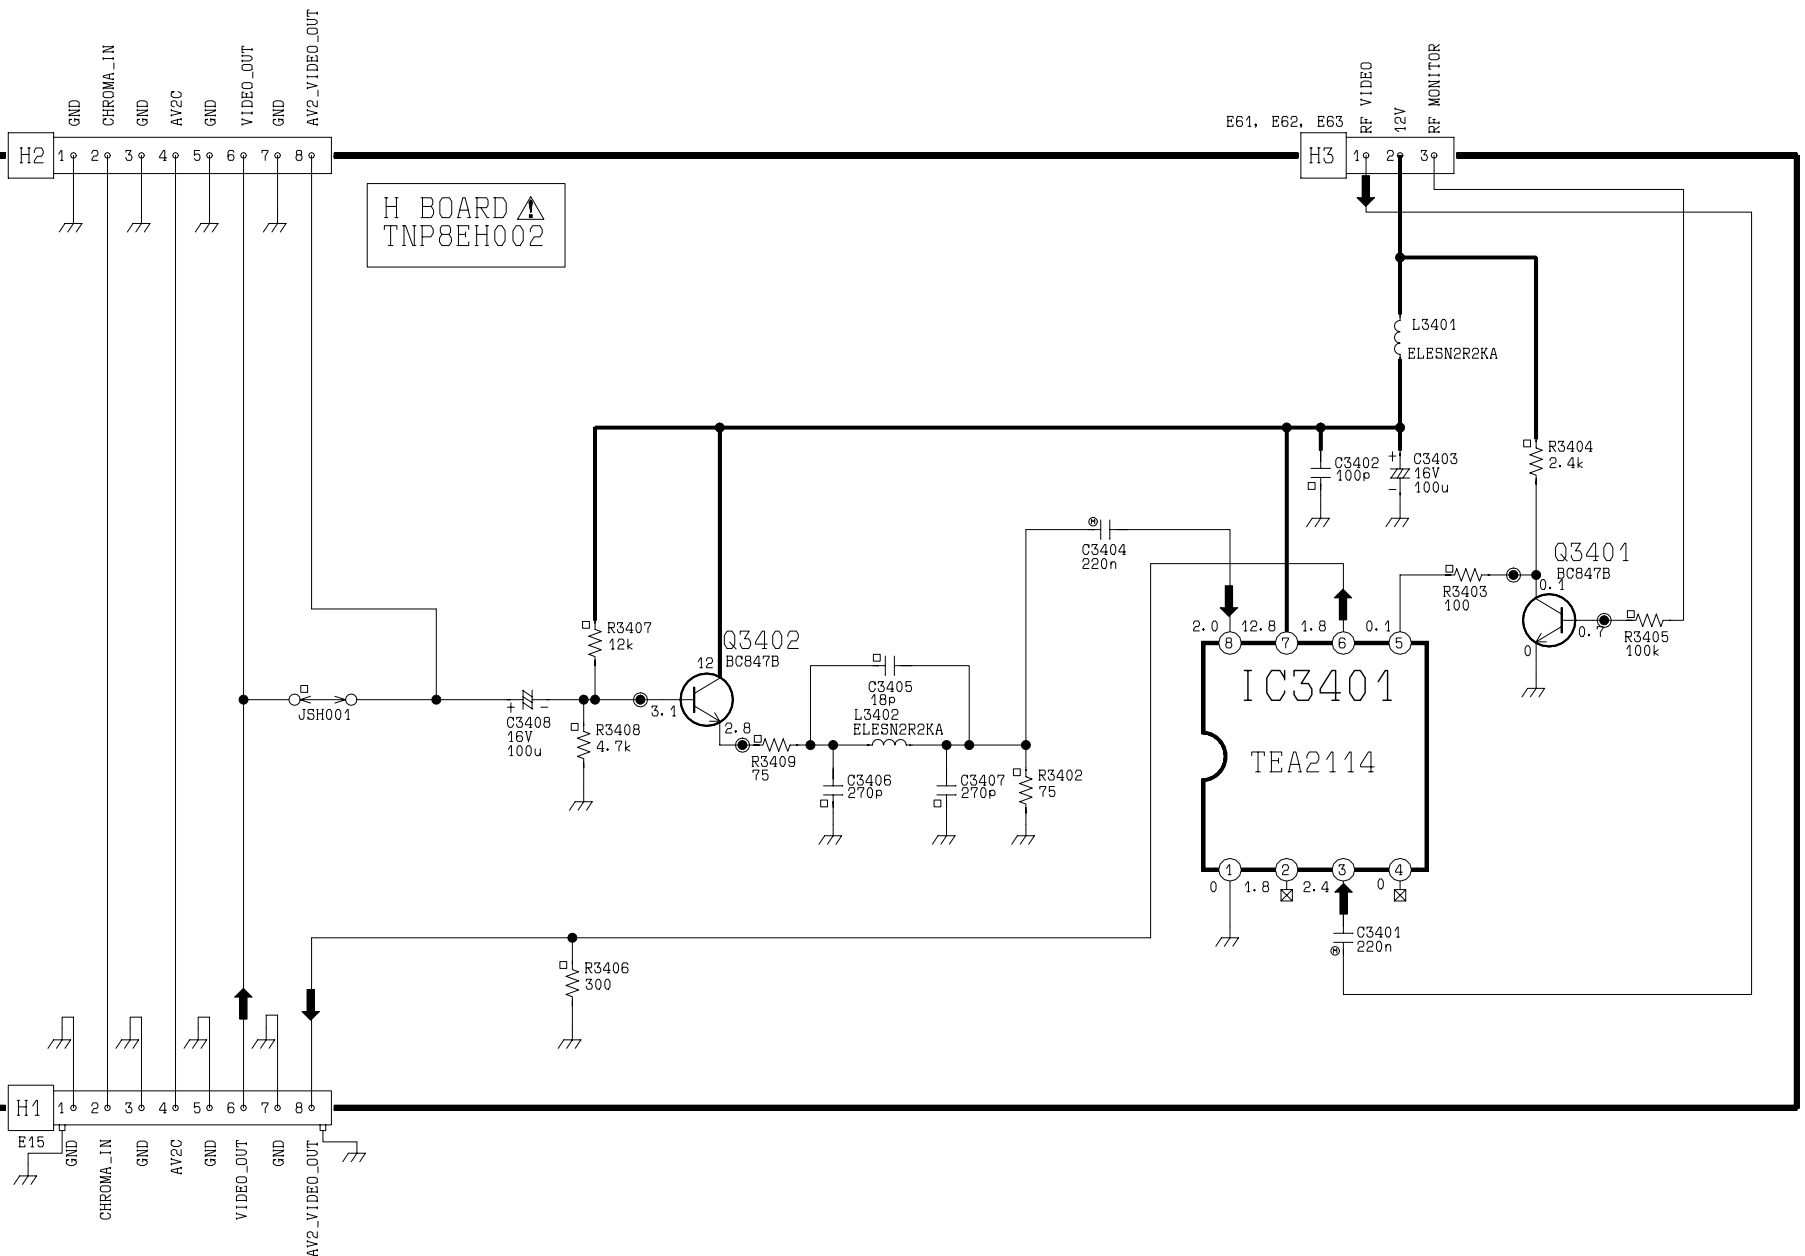 GND
CHROMA_IN
GND
AV2C
GND
VIDEO_OUT
GND
AV2_VIDEO_OUT
H2
1 2 3 4 5 6 7 8
H BOARD
TNP8EH002
E61, E62, E63
RF VIDEO
12V
RF MONITOR
H3
1 2 3
L3401
ELESN2R2KA
C3402
100p
C3403
16V
100u
+
-
R3404
2.4k
Q3401
BC847B
0.1
0.7
0
R3403
100
R3405
100k
M
C3404
220n
R3407
12k
Q3402
BC847B
12
3.1
2.8
JSH001
+ -
C3408
16V
100u
R3408
4.7k
R3409
75
C3405
18p
L3402
ELESN2R2KA
C3406
270p
C3407
270p
R3402
75
2.0 12.8 1.8 0.1
8 7 6 5
IC3401
TEA2114
1 2 3 4
0 1.8 2.4 0
C3401
220n
M
R3406
300
H1
1 2 3 4 5 6 7 8
E15
GND
CHROMA_IN
GND
AV2C
GND
VIDEO_OUT
GND
AV2_VIDEO_OUT